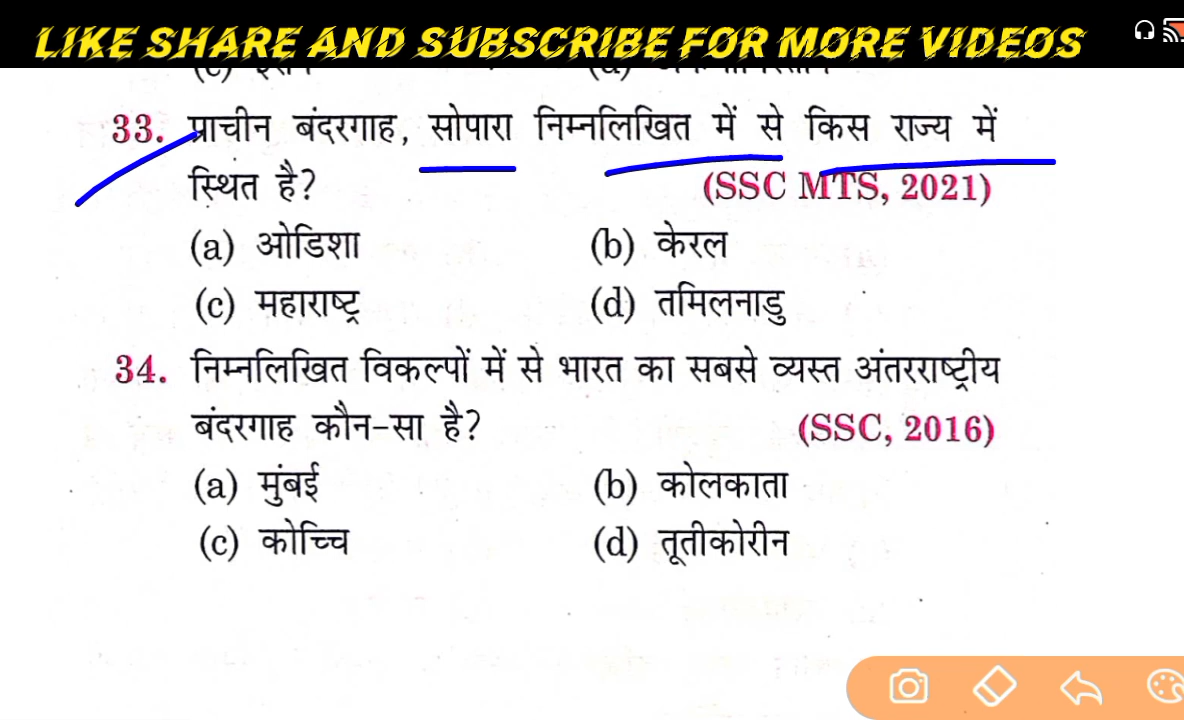 LIKE SHARE AND SUBSCRIBE FOR MORE VIDEOS
33. प्राचीन बंदरगाह, सोपारा निम्नलिखित में से किस राज्य में
स्थित है? (SSC MTS, 2021)
(a) ओडिशा (b) केरल
(c) महाराष्ट्र (d) तमिलनाडु
34. निम्नलिखित विकल्पों में से भारत का सबसे व्यस्त अंतरराष्ट्रीय
बंदरगाह कौन-सा है? (SSC, 2016)
(a) मुंबई (b) कोलकाता
(c) कोच्चि (d) तूतीकोरीन